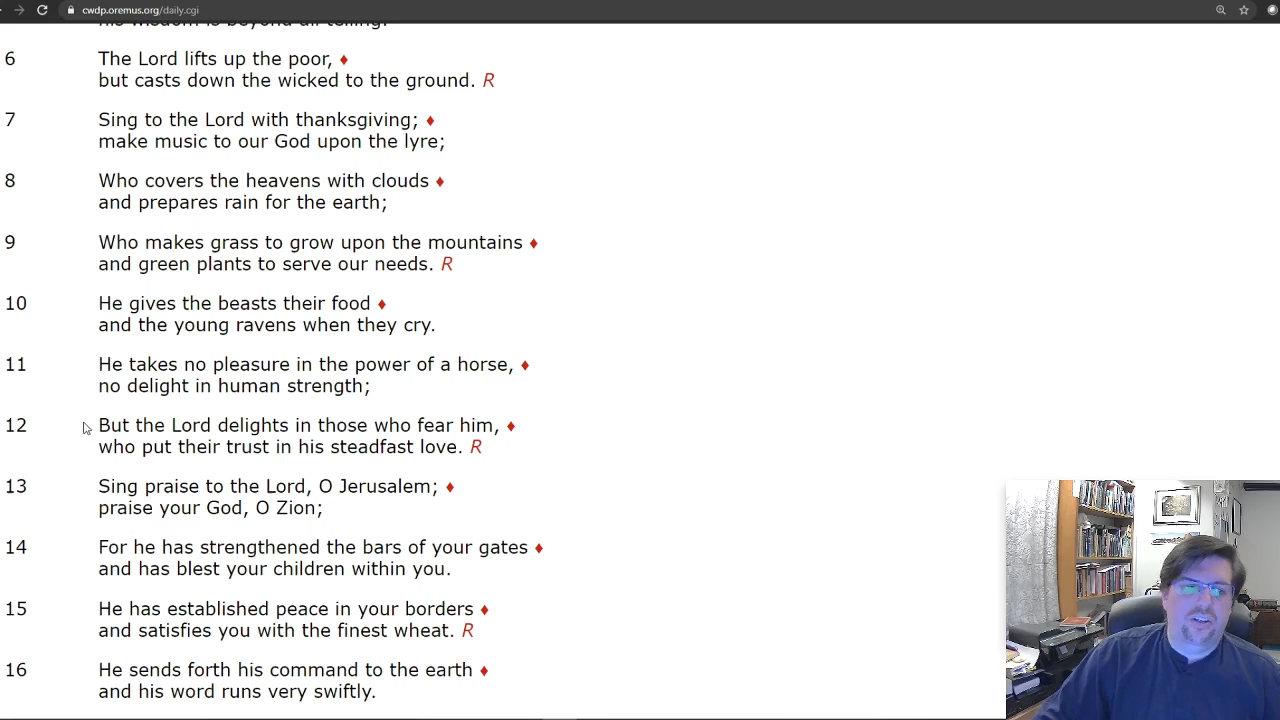 cwdp.oremus.org/daily.cgi
his wisdom is beyond all telling.
6 The Lord lifts up the poor, ♦
but casts down the wicked to the ground. R
7 Sing to the Lord with thanksgiving; ♦
make music to our God upon the lyre;
8 Who covers the heavens with clouds ♦
and prepares rain for the earth;
9 Who makes grass to grow upon the mountains ♦
and green plants to serve our needs. R
10 He gives the beasts their food ♦
and the young ravens when they cry.
11 He takes no pleasure in the power of a horse, ♦
no delight in human strength;
12 But the Lord delights in those who fear him, ♦
who put their trust in his steadfast love. R
13 Sing praise to the Lord, O Jerusalem; ♦
praise your God, O Zion;
14 For he has strengthened the bars of your gates ♦
and has blest your children within you.
15 He has established peace in your borders ♦
and satisfies you with the finest wheat. R
16 He sends forth his command to the earth ♦
and his word runs very swiftly.